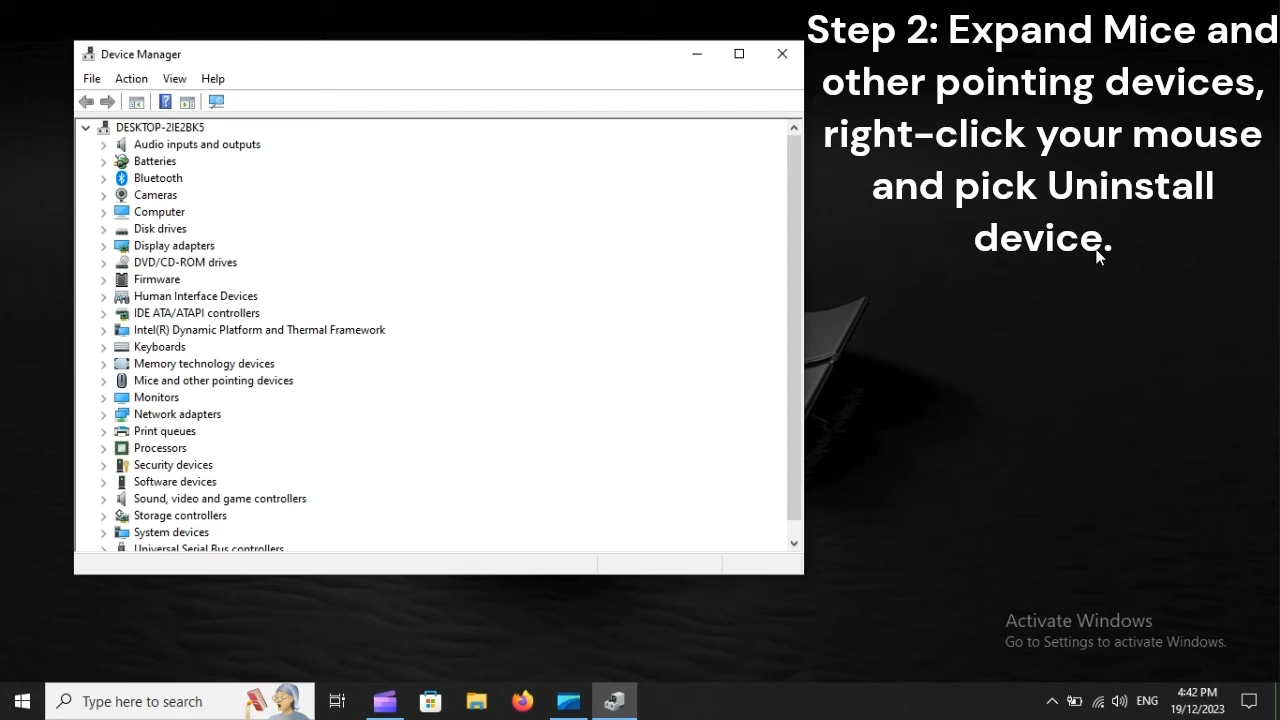 Step 2: Expand Mice and
other pointing devices,
right-click your mouse
and pick Uninstall
device.
Device Manager
File Action View Help
DESKTOP-2IE2BK5
Audio inputs and outputs
Batteries
Bluetooth
Cameras
Computer
Disk drives
Display adapters
DVD/CD-ROM drives
Firmware
Human Interface Devices
IDE ATA/ATAPI controllers
Intel(R) Dynamic Platform and Thermal Framework
Keyboards
Memory technology devices
Mice and other pointing devices
Monitors
Network adapters
Print queues
Processors
Security devices
Software devices
Sound, video and game controllers
Storage controllers
System devices
Universal Serial Bus controllers
Activate Windows
Go to Settings to activate Windows.
Type here to search
ENG
4:42 PM
19/12/2023